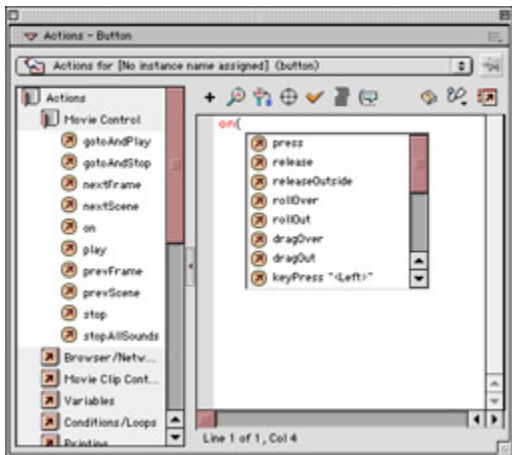 Actions - Button
Actions for [No instance name assigned] (button)
Actions
Movie Control
gotoAndPlay
gotoAndStop
nextFrame
nextScene
on
play
prevFrame
prevScene
stop
stopAllSounds
Browser/Netw...
Movie Clip Cont...
Variables
Conditions/Loops
Printing
on(
press
release
releaseOutside
rollOver
rollOut
dragOver
dragOut
keyPress "<Left>"
Line 1 of 1, Col 4